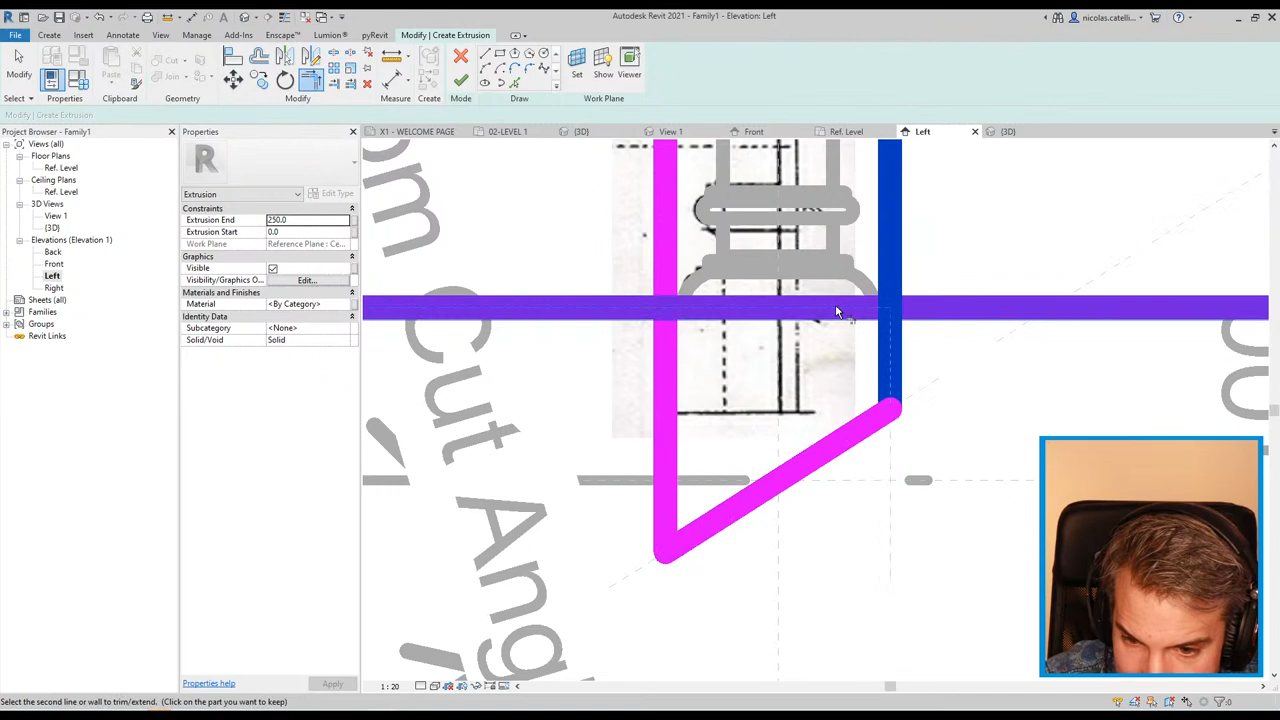 Autodesk Revit 2021 - Family1 - Elevation: Left
nicolas.catelli...
File Create Insert Annotate View Manage Add-Ins Enscape™ Lumion® pyRevit Modify | Create Extrusion
Modify
Paste
Cut
Join
Create
Set Show Viewer
Select Properties Clipboard Geometry Modify Measure Create Mode Draw Work Plane
Modify | Create Extrusion
Project Browser - Family1
Views (all)
Floor Plans
Ref. Level
Ceiling Plans
Ref. Level
3D Views
View 1
{3D}
Elevations (Elevation 1)
Back
Front
Left
Right
Sheets (all)
Families
Groups
Revit Links
Properties
Extrusion
Edit Type
Constraints
Extrusion End 250.0
Extrusion Start 0.0
Work Plane Reference Plane : Ce...
Graphics
Visible
Visibility/Graphics O... Edit...
Materials and Finishes
Material <By Category>
Identity Data
Subcategory <None>
Solid/Void Solid
Properties help
Apply
X1 - WELCOME PAGE 02-LEVEL 1 {3D} View 1 Front Ref. Level Left {3D}
om
Cut
Ang
1 : 20
Select the second line or wall to trim/extend. (Click on the part you want to keep)
:0